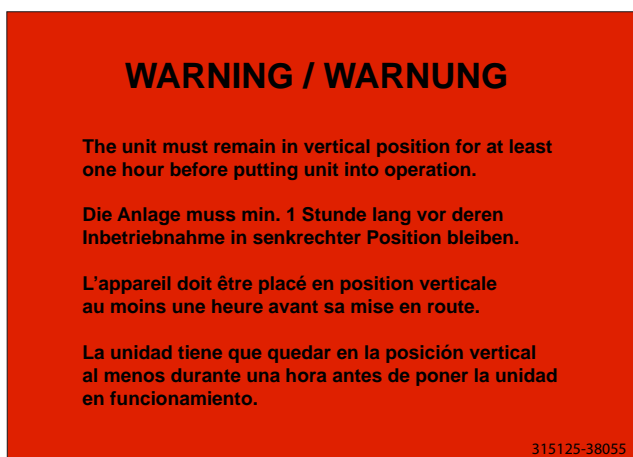 WARNING / WARNUNG
The unit must remain in vertical position for at least
one hour before putting unit into operation.
Die Anlage muss min. 1 Stunde lang vor deren
Inbetriebnahme in senkrechter Position bleiben.
L’appareil doit être placé en position verticale
au moins une heure avant sa mise en route.
La unidad tiene que quedar en la posición vertical
al menos durante una hora antes de poner la unidad
en funcionamiento.
315125-38055